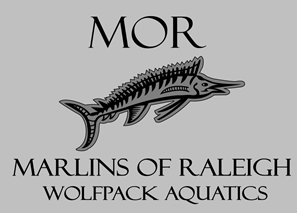 MOR
MARLINS OF RALEIGH
WOLFPACK AQUATICS